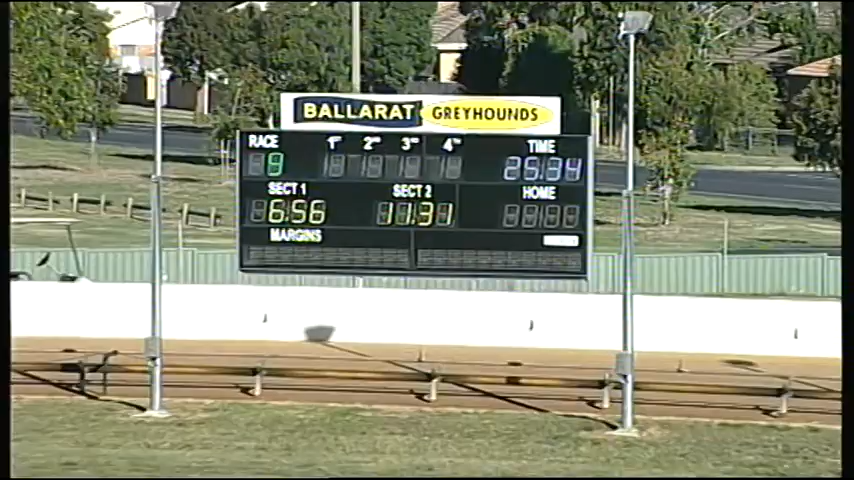 BALLARAT GREYHOUNDS
RACE 1ST 2ND 3RD 4TH TIME
9 25.34
SECT 1 SECT 2 HOME
6.56 11.31
MARGINS